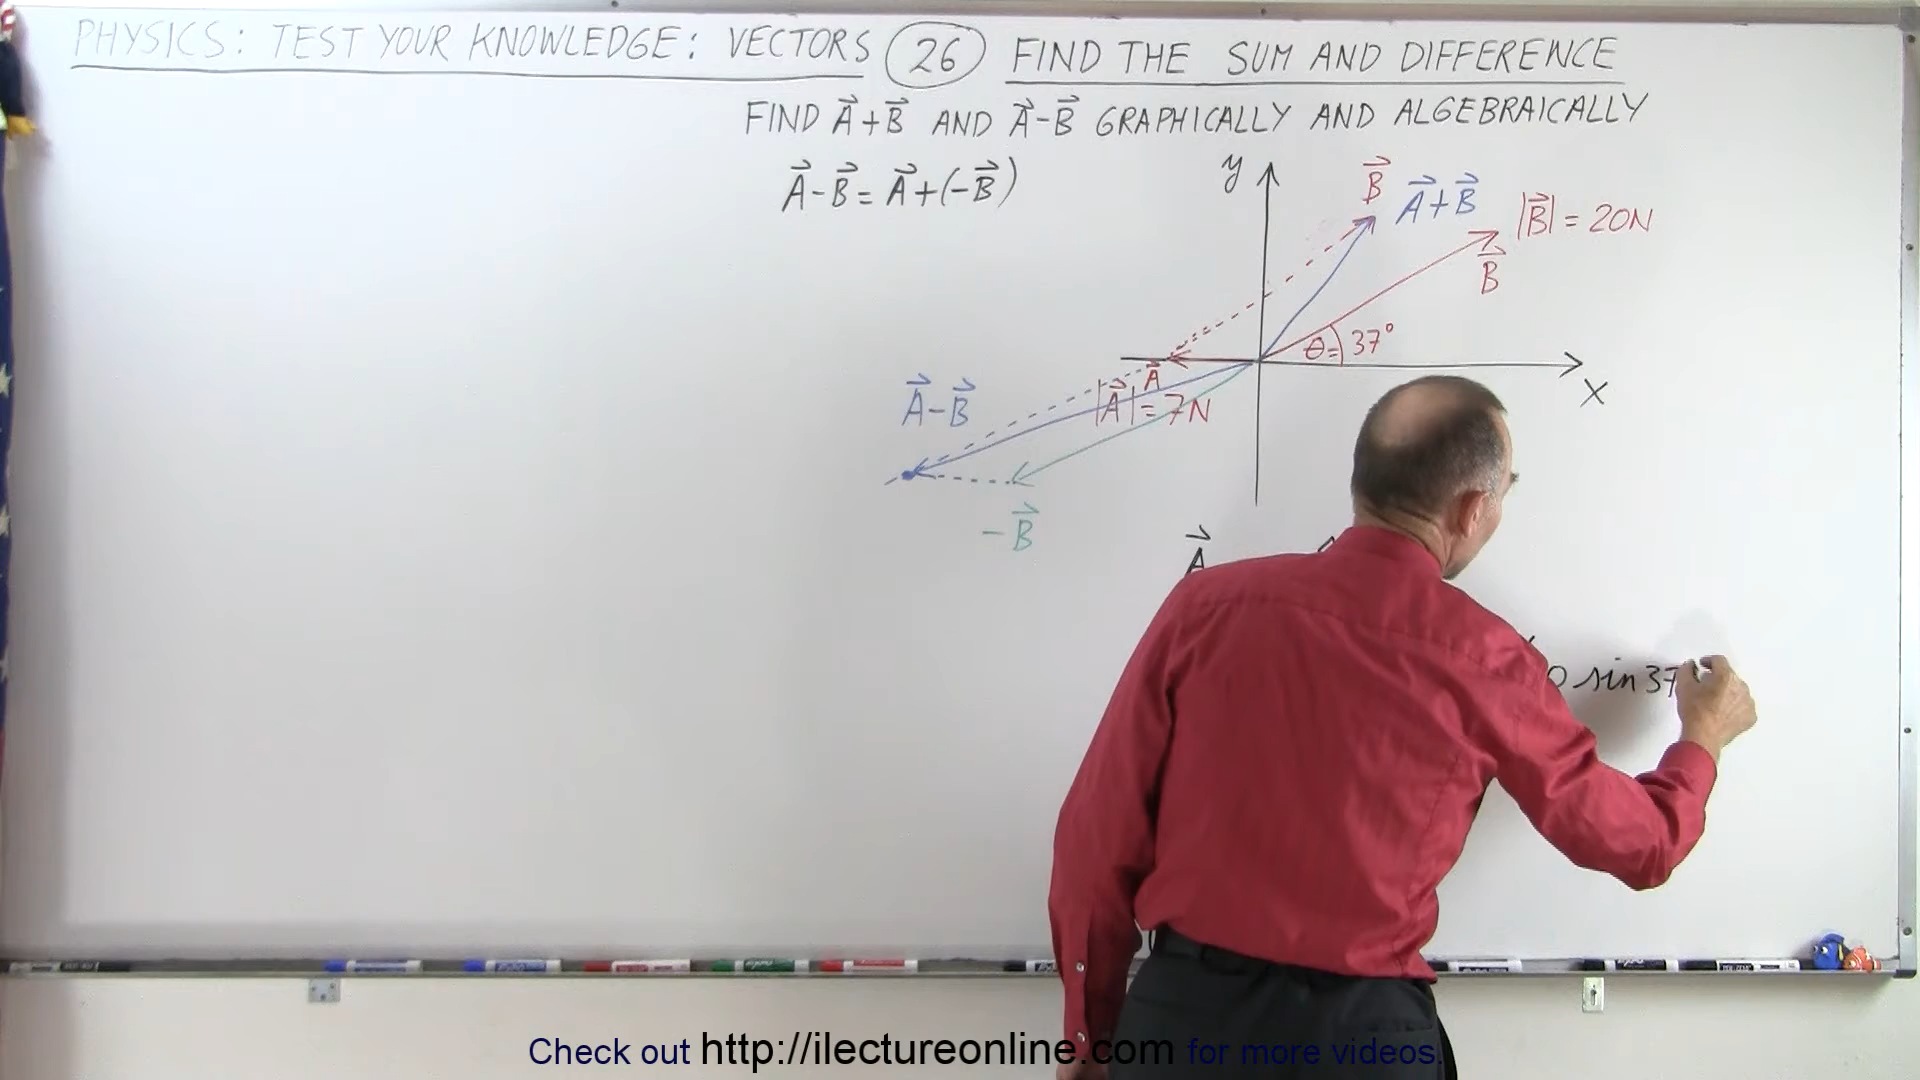 PHYSICS: TEST YOUR KNOWLEDGE: VECTORS 26 FIND THE SUM AND DIFFERENCE
FIND A⃗+B⃗ AND A⃗-B⃗ GRAPHICALLY AND ALGEBRAICALLY
A⃗-B⃗ = A⃗+(-B⃗)
y
B⃗
A⃗+B⃗
|B⃗| = 20N
B⃗
θ= 37°
X
A⃗
|A⃗| = 7N
A⃗-B⃗
-B⃗
A⃗
sin 37
Check out http://ilectureonline.com for more videos.